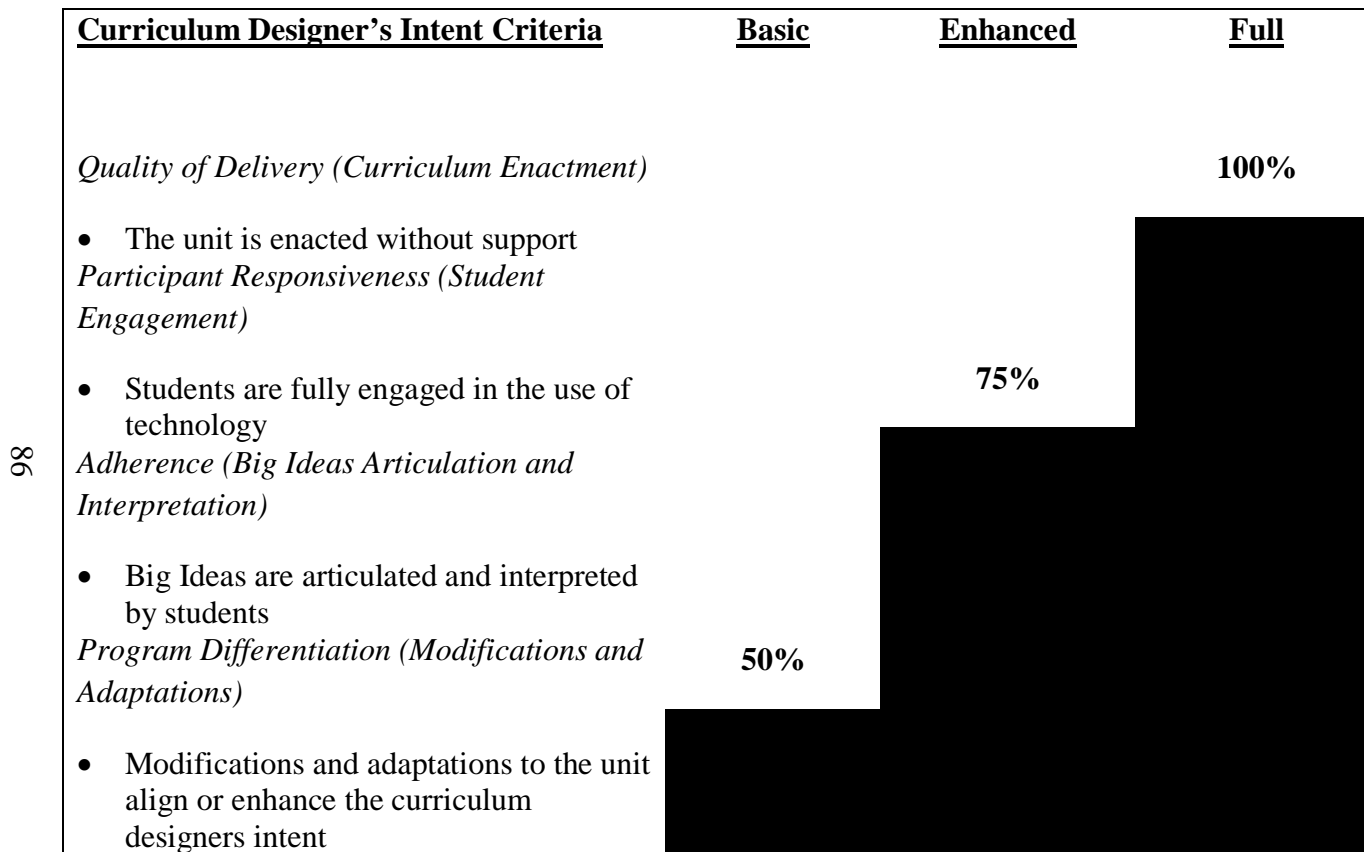 Curriculum Designer's Intent Criteria Basic Enhanced Full
Quality of Delivery (Curriculum Enactment) 100%
• The unit is enacted without support
Participant Responsiveness (Student
Engagement)
75%
• Students are fully engaged in the use of
technology
Adherence (Big Ideas Articulation and
Interpretation)
• Big Ideas are articulated and interpreted
by students
Program Differentiation (Modifications and
Adaptations)
50%
• Modifications and adaptations to the unit
align or enhance the curriculum
designers intent
86